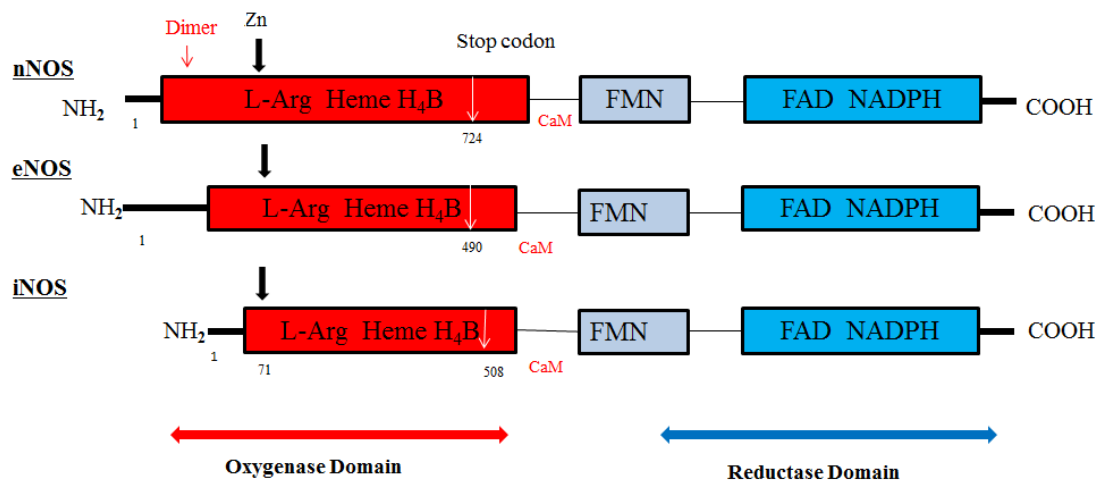 Dimer Zn Stop codon
nNOS
NH2 L-Arg Heme H4B FMN FAD NADPH COOH
1 724 CaM
eNOS
NH2 L-Arg Heme H4B FMN FAD NADPH COOH
1 490 CaM
iNOS
NH2 L-Arg Heme H4B FMN FAD NADPH COOH
1 71 508 CaM
Oxygenase Domain Reductase Domain